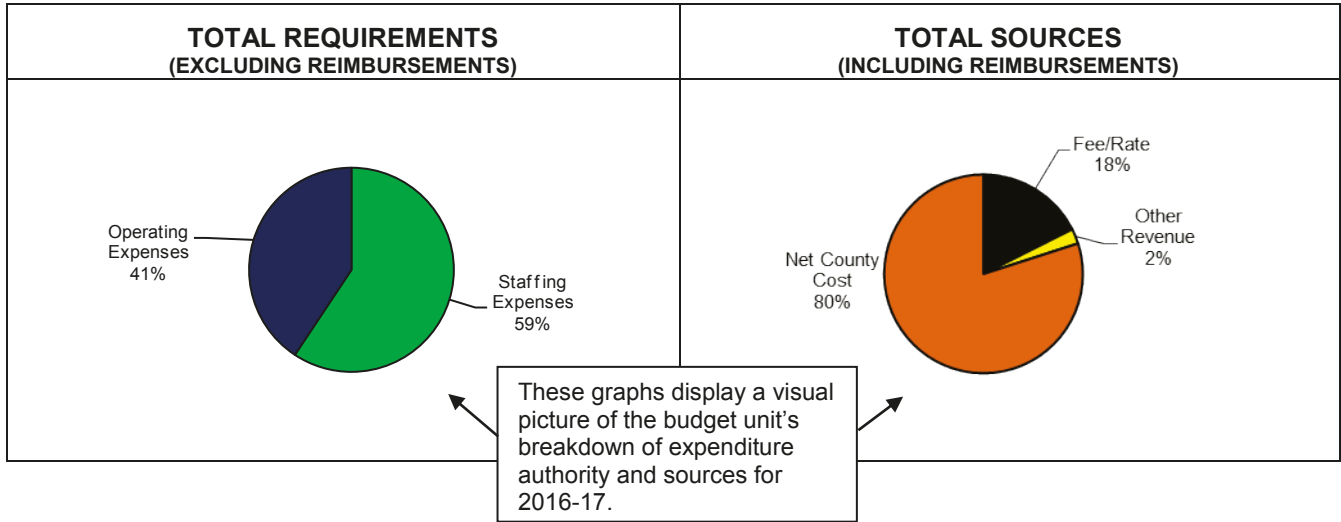 TOTAL REQUIREMENTS
(EXCLUDING REIMBURSEMENTS)
Operating
Expenses
41%
Staffing
Expenses
59%
TOTAL SOURCES
(INCLUDING REIMBURSEMENTS)
Fee/Rate
18%
Other
Revenue
2%
Net County
Cost
80%
These graphs display a visual
picture of the budget unit’s
breakdown of expenditure
authority and sources for
2016-17.